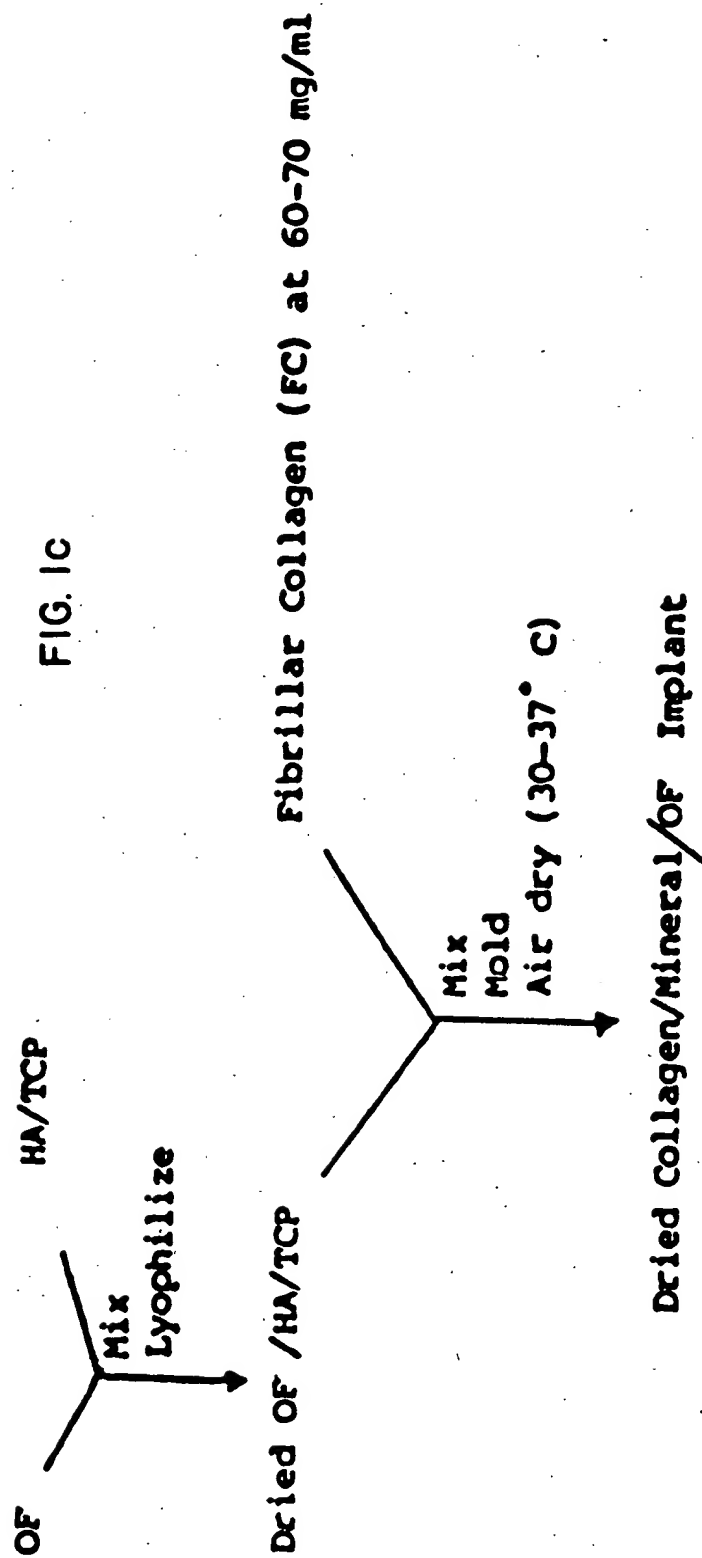 FIG. 1c
OF
HA/TCP
Mix
Lyophilize
Dried OF /HA/TCP
Fibrillar Collagen (FC) at 60-70 mg/ml
Mix
Mold
Air dry (30-37° C)
Dried Collagen/Mineral/OF Implant